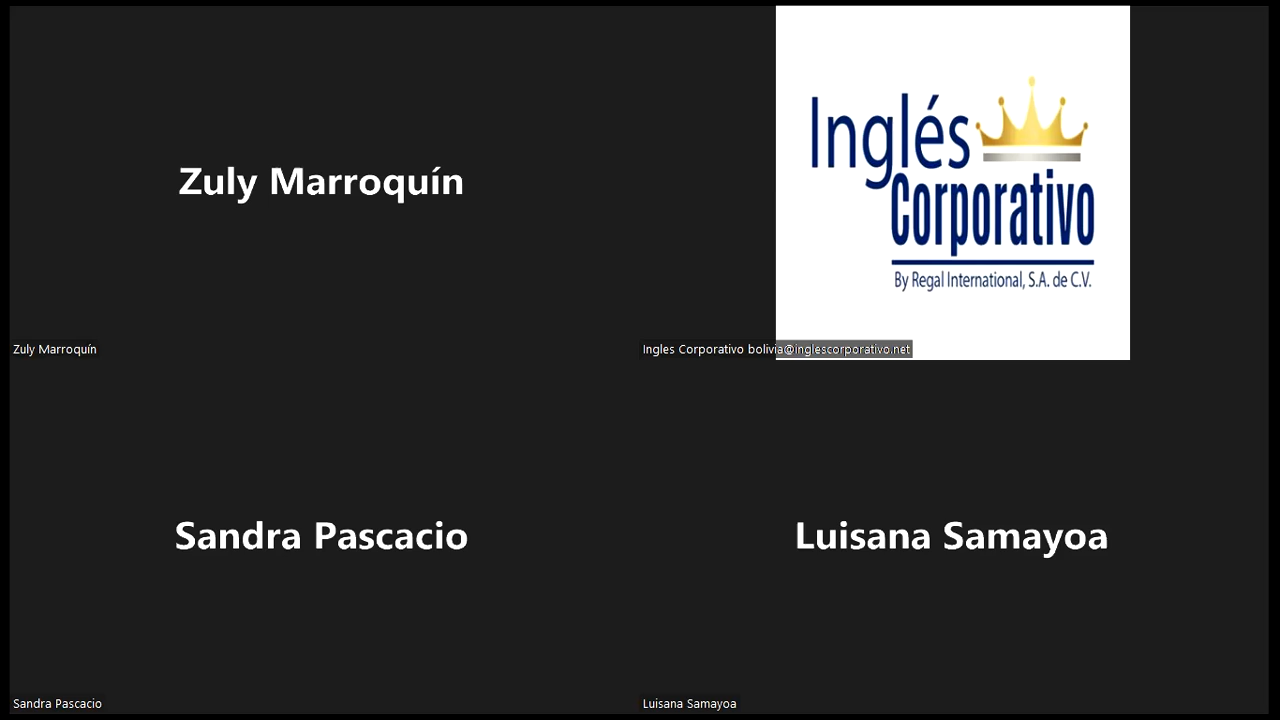 Zuly Marroquín
Inglés
Corporativo
By Regal International, S.A. de C.V.
Zuly Marroquín
Ingles Corporativo bolivia@inglescorporativo.net
Sandra Pascacio
Luisana Samayoa
Sandra Pascacio
Luisana Samayoa